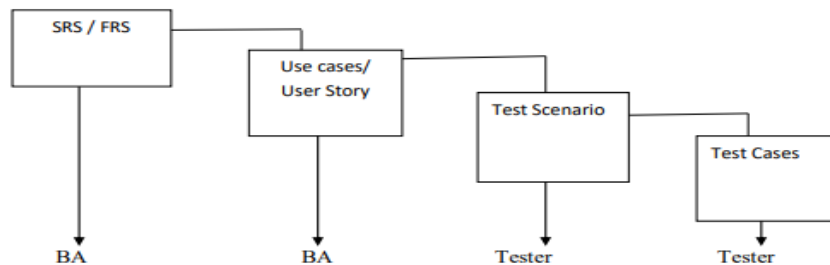 SRS / FRS
Use cases/
User Story
Test Scenario
Test Cases
BA
BA
Tester
Tester